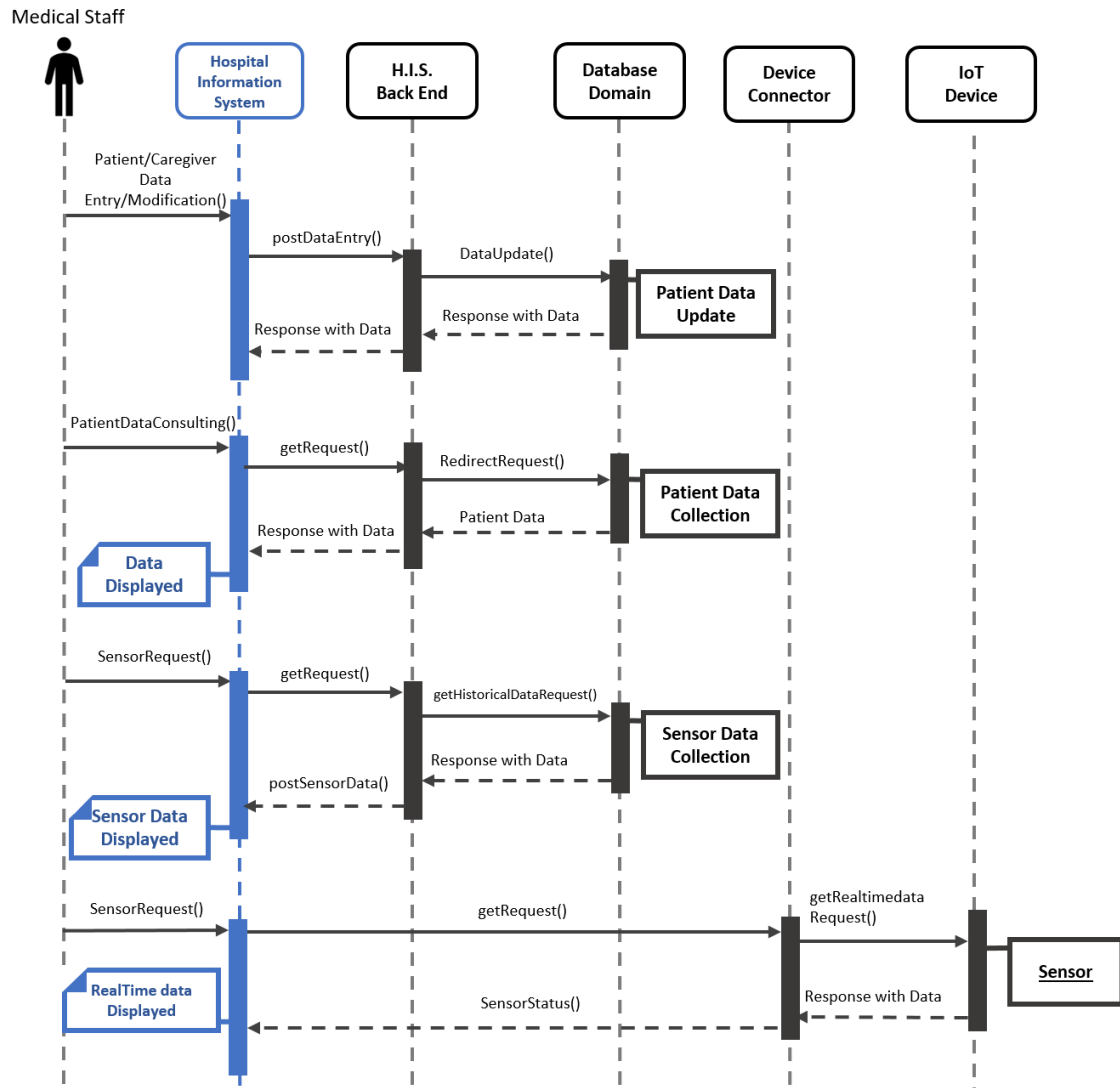 Medical Staff
Hospital
Information
System
H.I.S.
Back End
Database
Domain
Device
Connector
IoT
Device
Patient/Caregiver
Data
Entry/Modification()
postDataEntry()
DataUpdate()
Patient Data
Update
Response with Data
Response with Data
PatientDataConsulting()
getRequest()
RedirectRequest()
Patient Data
Collection
Response with Data
Patient Data
Data
Displayed
SensorRequest()
getRequest()
getHistoricalDataRequest()
Sensor Data
Collection
Response with Data
postSensorData()
Sensor Data
Displayed
SensorRequest()
getRequest()
getRealtimedata
Request()
Sensor
RealTime data
Displayed
SensorStatus()
Response with Data